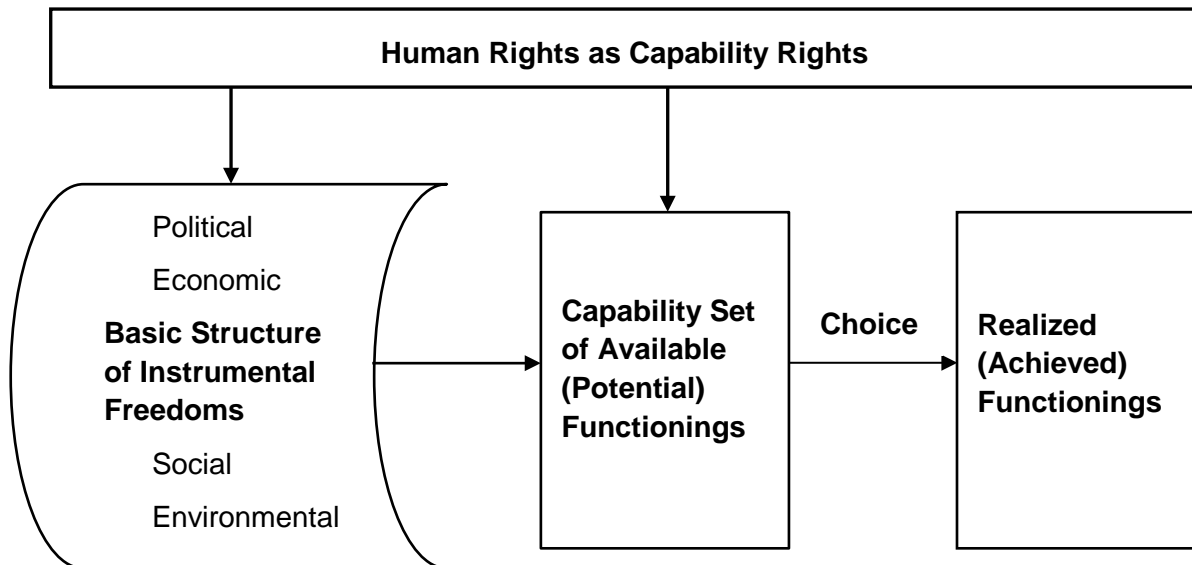 Human Rights as Capability Rights
Political
Economic
Basic Structure
of Instrumental
Freedoms
Social
Environmental
Capability Set
of Available
(Potential)
Functionings
Choice
Realized
(Achieved)
Functionings